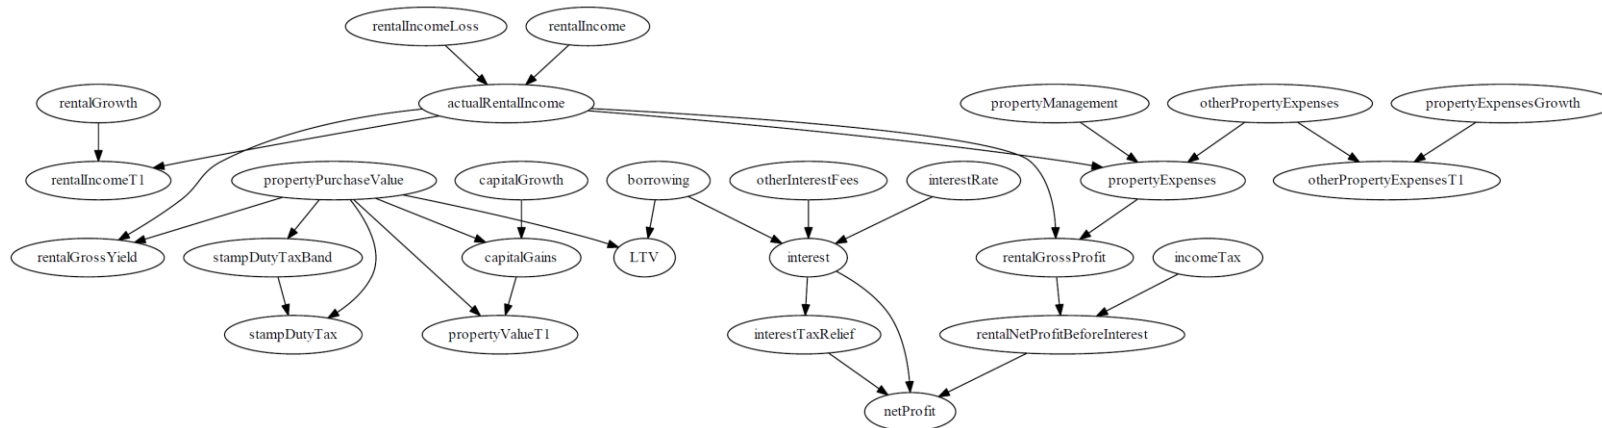 rentalIncomeLoss
rentalIncome
rentalGrowth
actualRentalIncome
propertyManagement
otherPropertyExpenses
propertyExpensesGrowth
rentalIncomeT1
propertyPurchaseValue
capitalGrowth
borrowing
otherInterestFees
interestRate
propertyExpenses
otherPropertyExpensesT1
rentalGrossYield
stampDutyTaxBand
capitalGains
LTV
interest
rentalGrossProfit
incomeTax
stampDutyTax
propertyValueT1
interestTaxRelief
rentalNetProfitBeforeInterest
netProfit